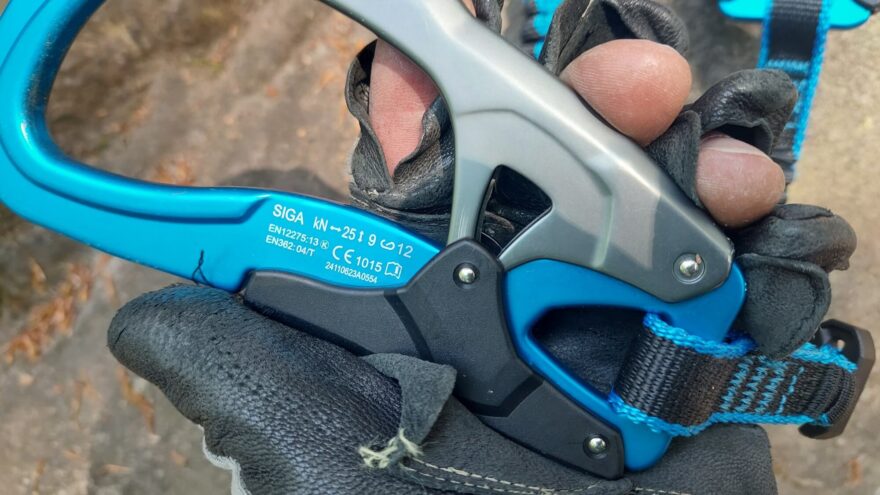 SIGA kN ↔ 25 ↕ 9 ᔕ 12
EN12275:13 Ⓚ
EN362:04/T
CE 1015
24110623A0554